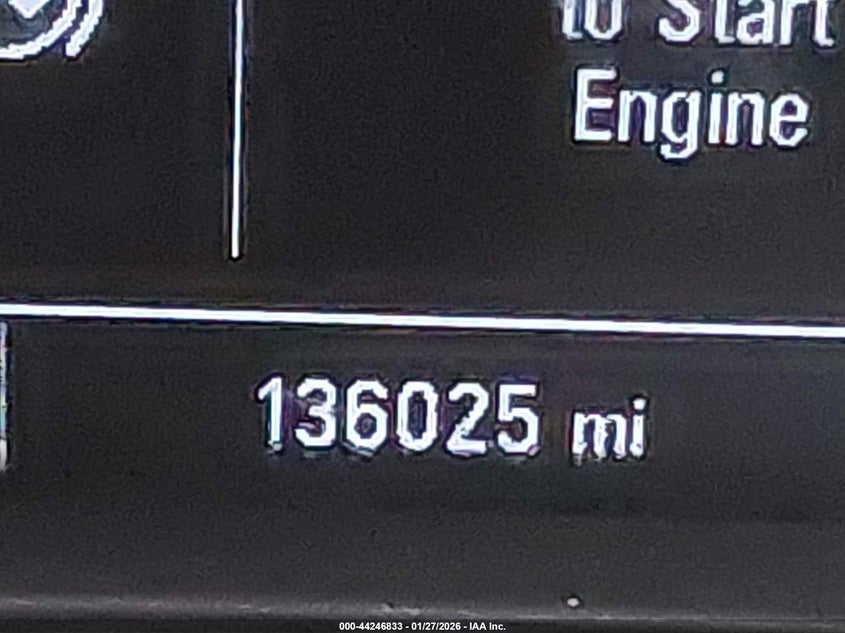 to Start
Engine
136025 mi
000-44246833 - 01/27/2026 - IAA Inc.